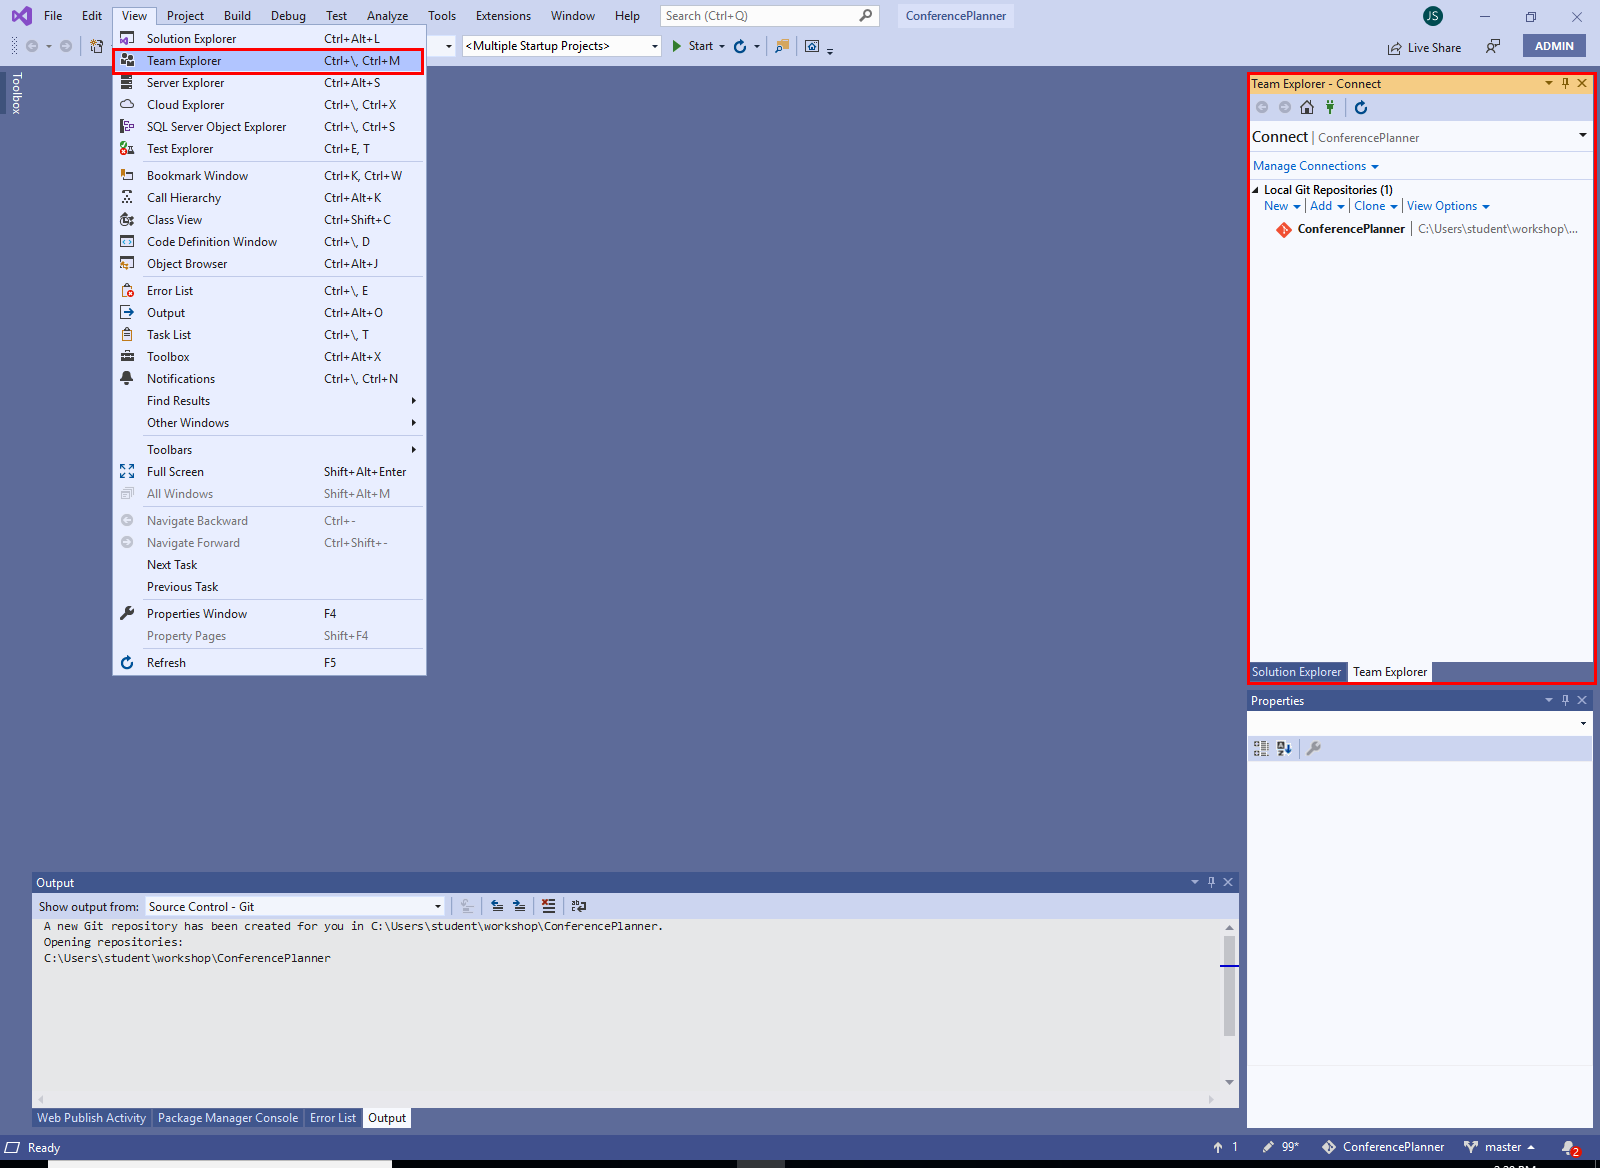 File Edit View Project Build Debug Test Analyze Tools Extensions Window Help Search (Ctrl+Q) ConferencePlanner JS
<Multiple Startup Projects> Start Live Share ADMIN
Toolbox
Solution Explorer Ctrl+Alt+L
Team Explorer Ctrl+\, Ctrl+M
Server Explorer Ctrl+Alt+S
Cloud Explorer Ctrl+\, Ctrl+X
SQL Server Object Explorer Ctrl+\, Ctrl+S
Test Explorer Ctrl+E, T
Bookmark Window Ctrl+K, Ctrl+W
Call Hierarchy Ctrl+Alt+K
Class View Ctrl+Shift+C
Code Definition Window Ctrl+\, D
Object Browser Ctrl+Alt+J
Error List Ctrl+\, E
Output Ctrl+Alt+O
Task List Ctrl+\, T
Toolbox Ctrl+Alt+X
Notifications Ctrl+\, Ctrl+N
Find Results
Other Windows
Toolbars
Full Screen Shift+Alt+Enter
All Windows Shift+Alt+M
Navigate Backward Ctrl+-
Navigate Forward Ctrl+Shift+-
Next Task
Previous Task
Properties Window F4
Property Pages Shift+F4
Refresh F5
Team Explorer - Connect
Connect | ConferencePlanner
Manage Connections
Local Git Repositories (1)
New Add Clone View Options
ConferencePlanner C:\Users\student\workshop\...
Solution Explorer Team Explorer
Properties
Output
Show output from: Source Control - Git
A new Git repository has been created for you in C:\Users\student\workshop\ConferencePlanner.
Opening repositories:
C:\Users\student\workshop\ConferencePlanner
Web Publish Activity Package Manager Console Error List Output
Ready 1 99* ConferencePlanner master 2